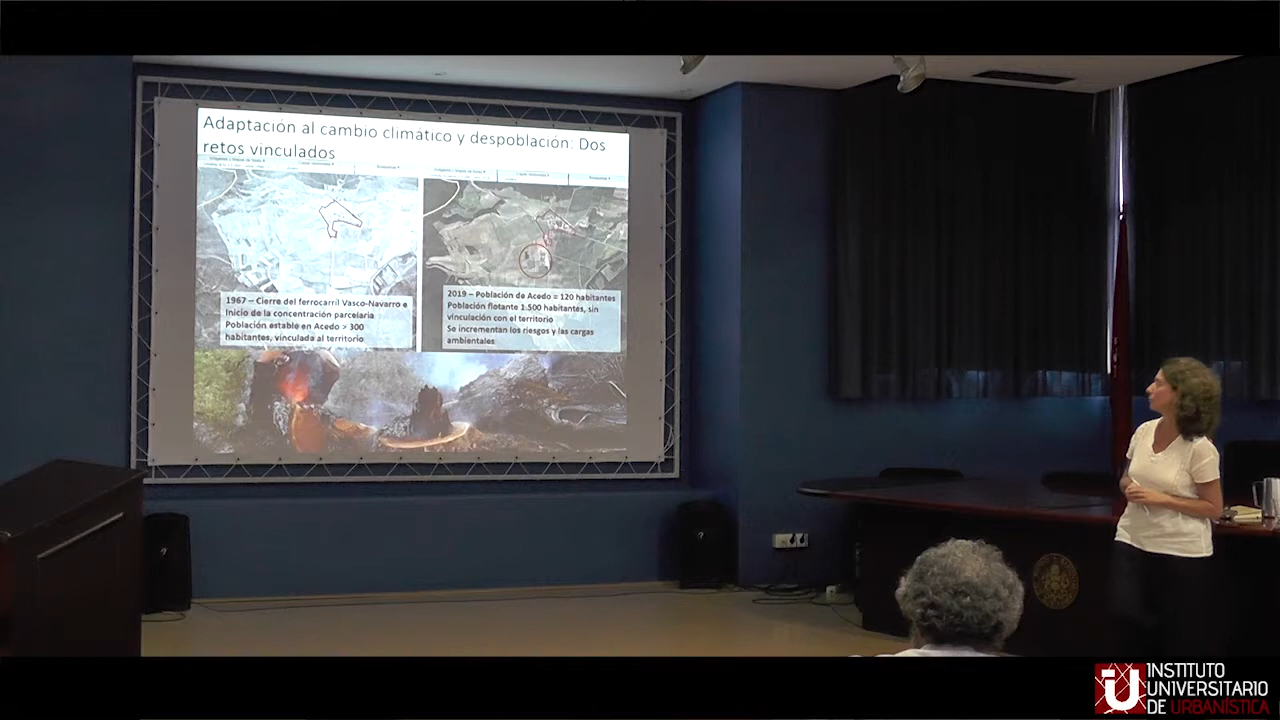 Adaptación al cambio climático y despoblación: Dos
retos vinculados
1967 – Cierre del ferrocarril Vasco-Navarro e
Inicio de la concentración parcelaria
Población estable en Acedo > 300
habitantes, vinculada al territorio
2019 – Población de Acedo = 120 habitantes
Población flotante 1:500 habitantes, sin
vinculación con el territorio
Se incrementan los riesgos y las cargas
ambientales
INSTITUTO
UNIVERSITARIO
DE URBANÍSTICA